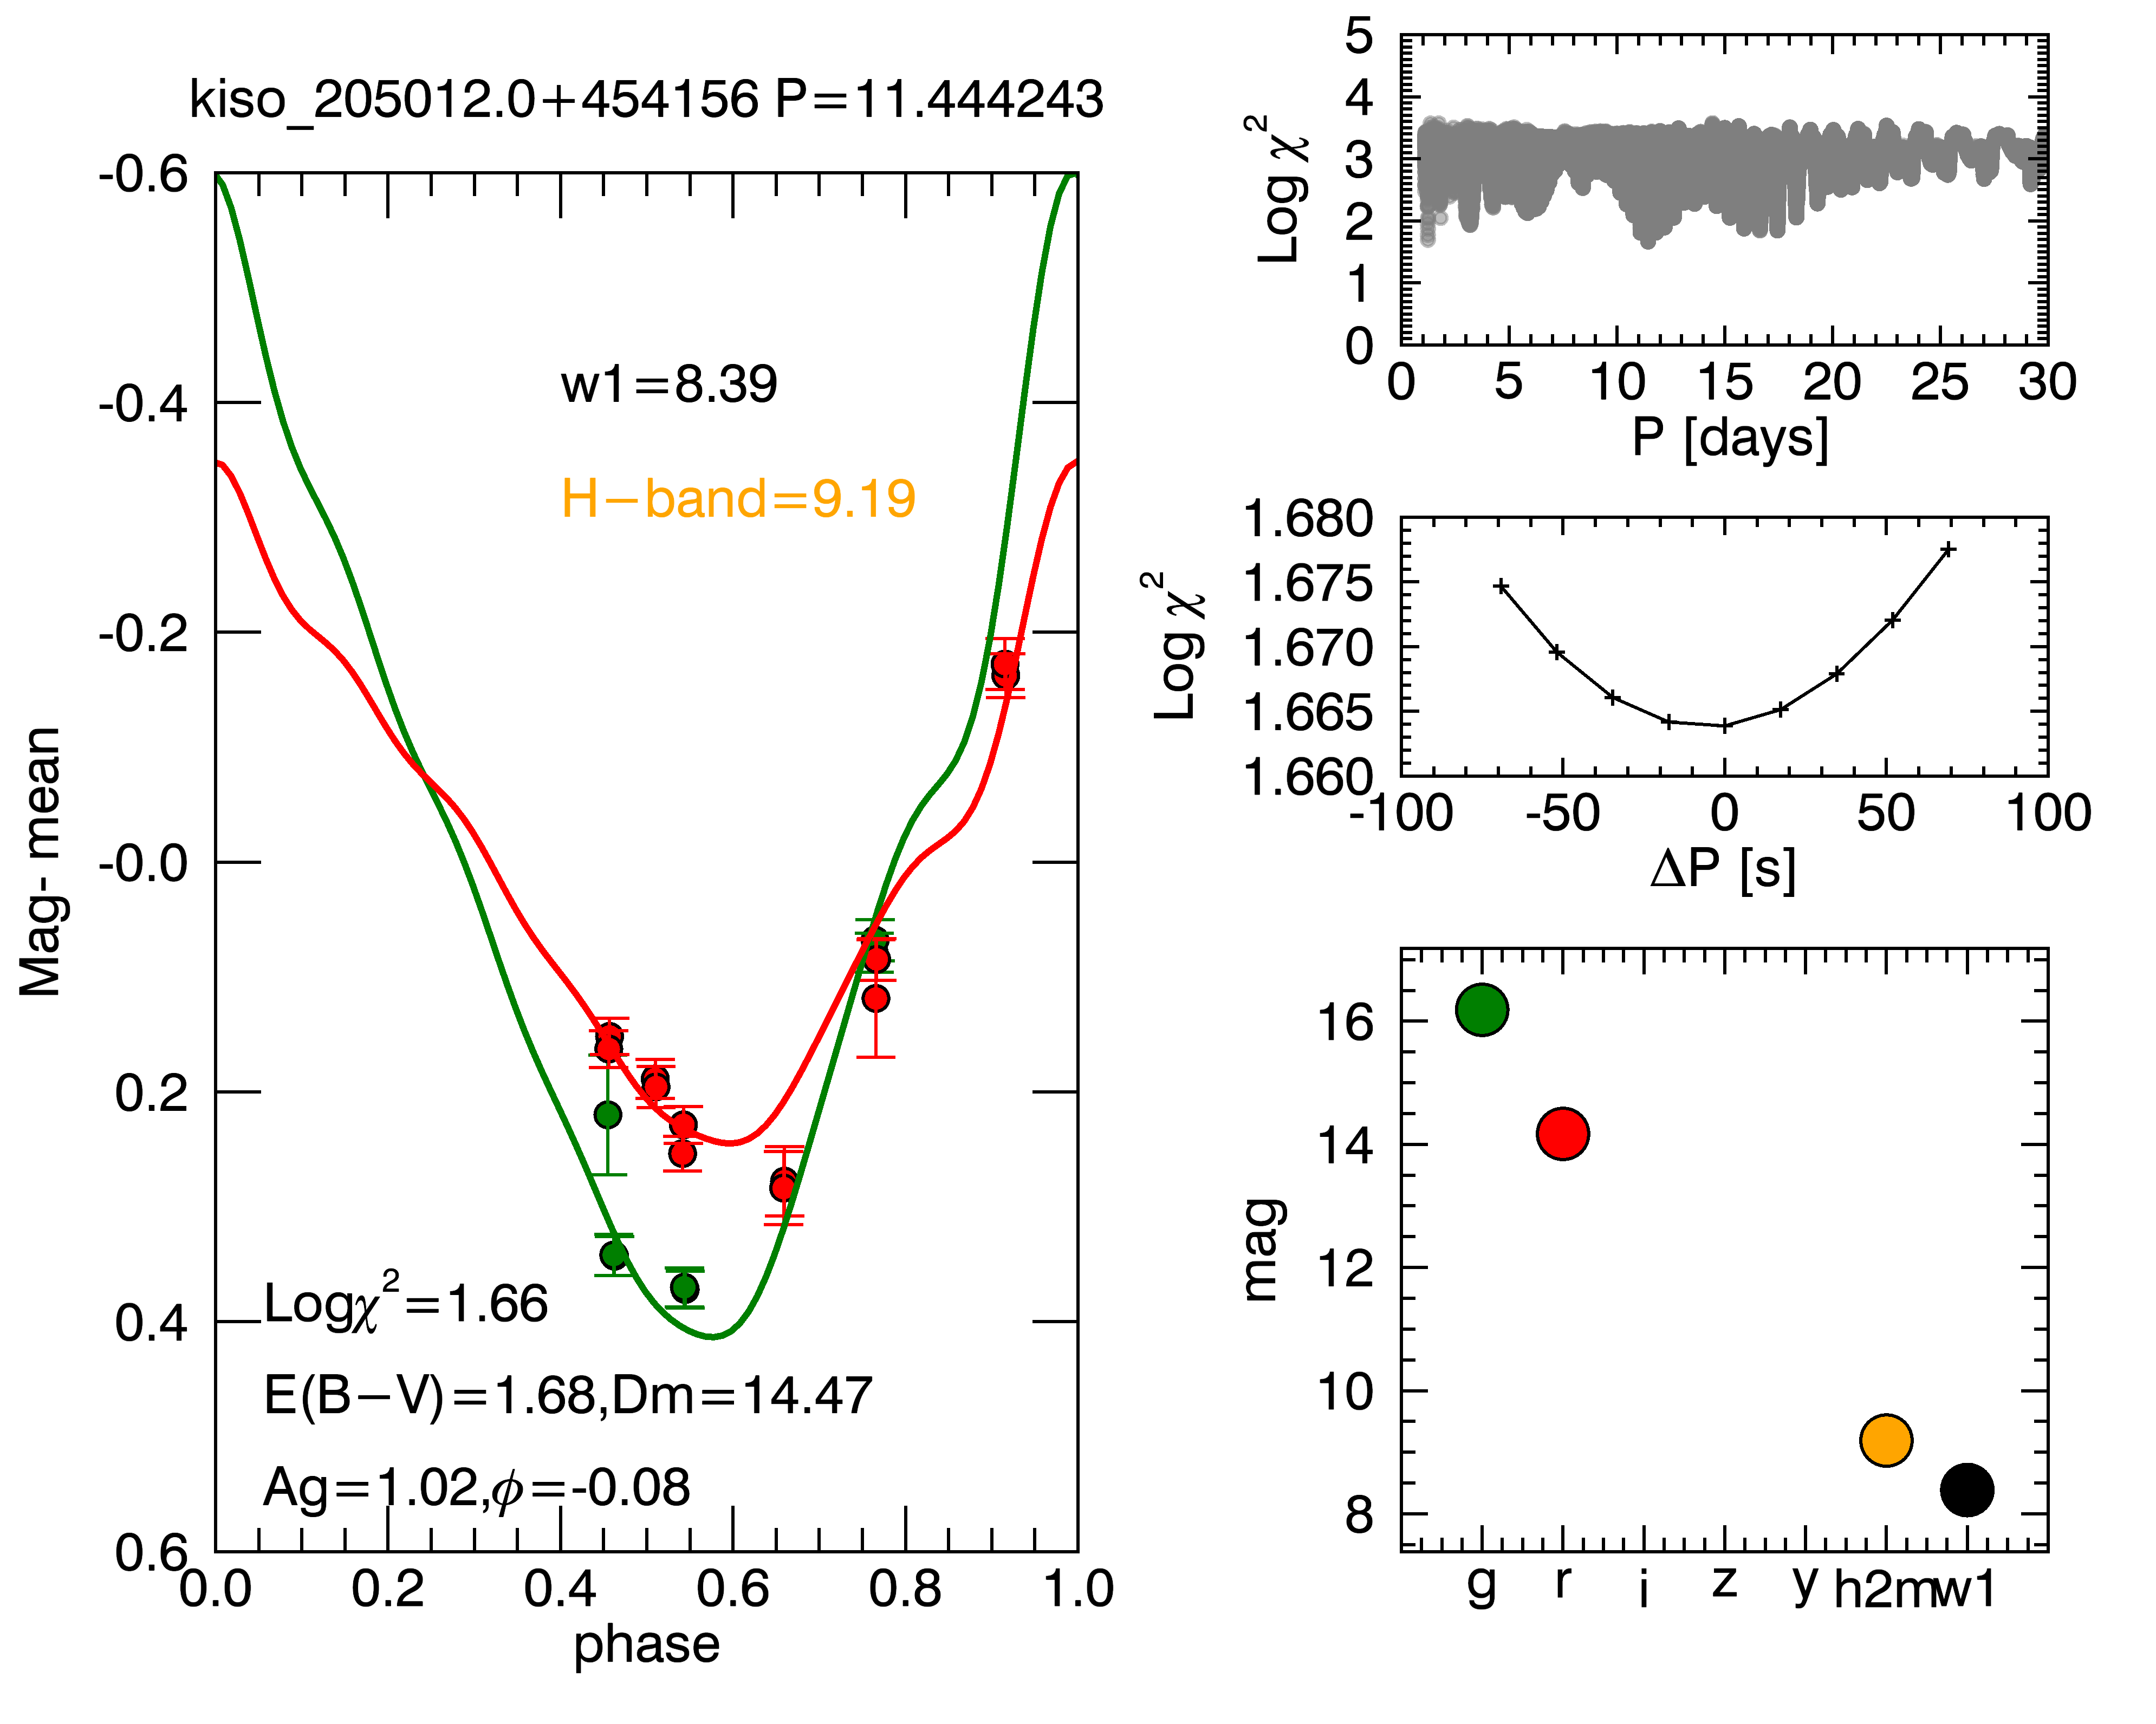 kiso_205012.0+454156 P=11.444243
-0.6
-0.4
-0.2
-0.0
0.2
0.4
0.6
Mag- mean
w1=8.39
H-band=9.19
Logχ²=1.66
E(B-V)=1.68,Dm=14.47
Ag=1.02,ϕ=-0.08
0.0 0.2 0.4 0.6 0.8 1.0
phase
5
4
3
2
1
0
Log χ²
0 5 10 15 20 25 30
P [days]
1.680
1.675
1.670
1.665
1.660
Log χ²
-100 -50 0 50 100
ΔP [s]
16
14
12
10
8
mag
g r i z y h2mw1